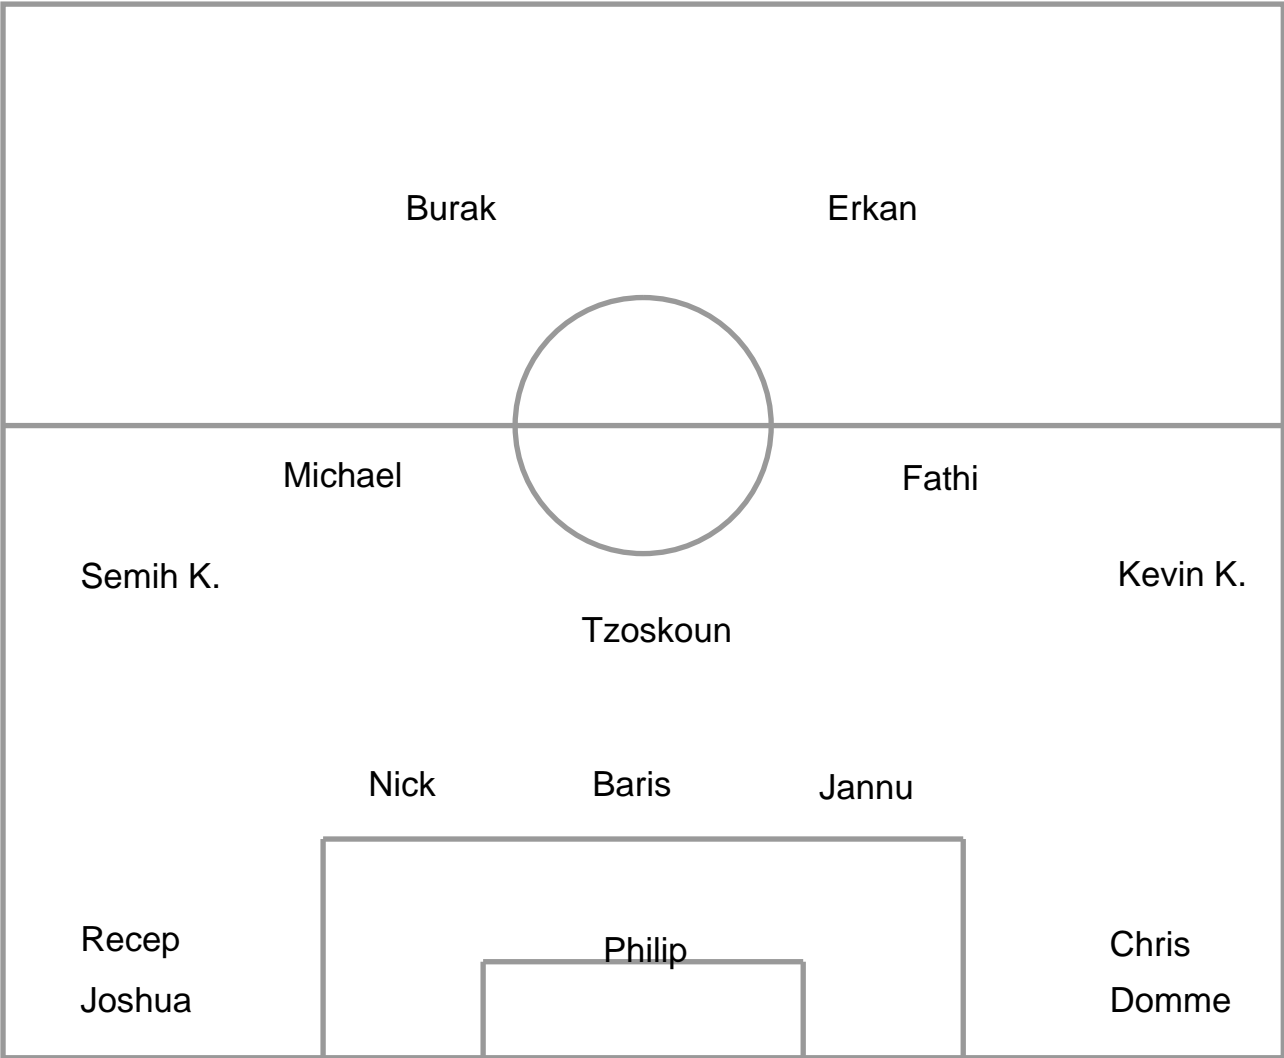 Burak
Erkan
Michael
Fathi
Semih K.
Kevin K.
Tzoskoun
Nick
Baris
Jannu
Recep
Philip
Chris
Joshua
Domme